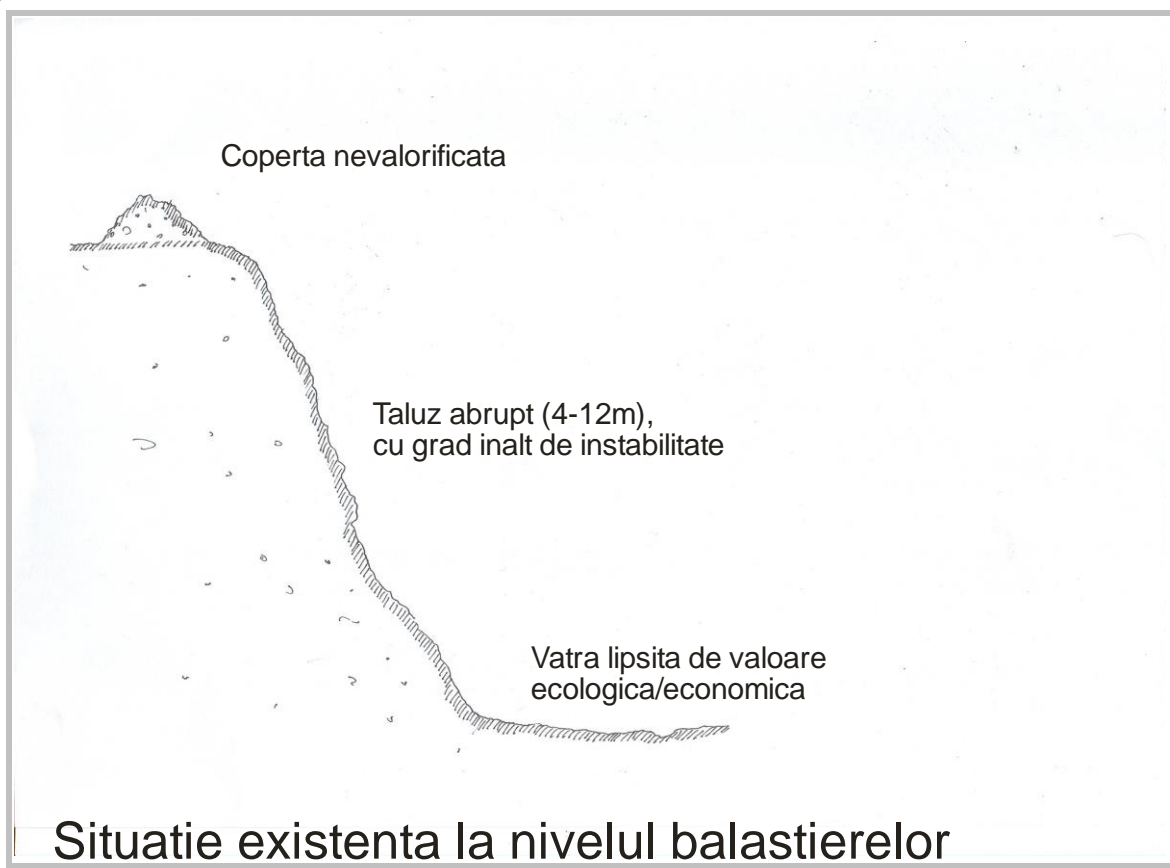 Coperta nevalorificata
Taluz abrupt (4-12m),
cu grad inalt de instabilitate
Vatra lipsita de valoare
ecologica/economica
Situatie existenta la nivelul balastierelor